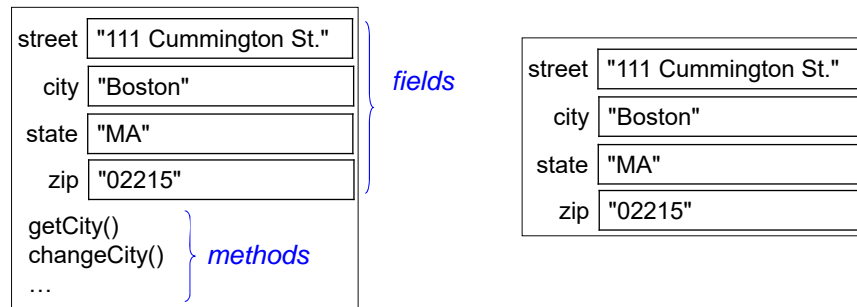 street "111 Cummington St."
city "Boston"
state "MA"
zip "02215"
fields
getCity()
changeCity()
…
methods
street "111 Cummington St."
city "Boston"
state "MA"
zip "02215"